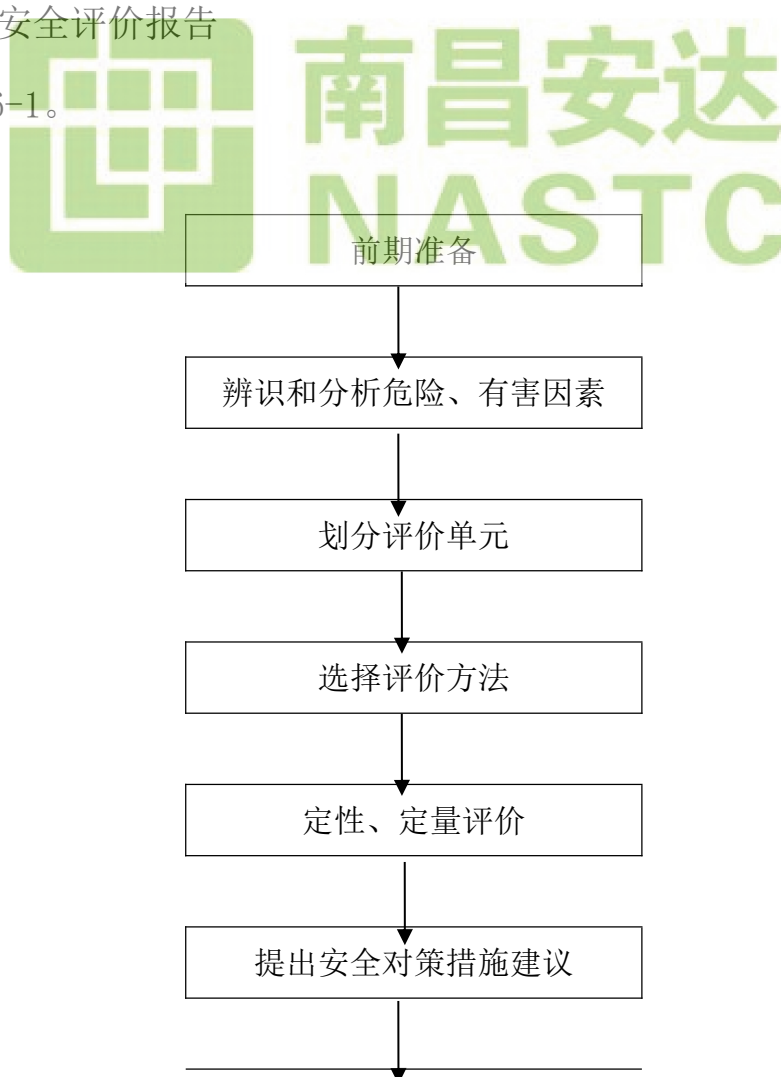 安全评价报告
6-1。
南昌安达
NASTC
前期准备
辨识和分析危险、有害因素
划分评价单元
选择评价方法
定性、定量评价
提出安全对策措施建议